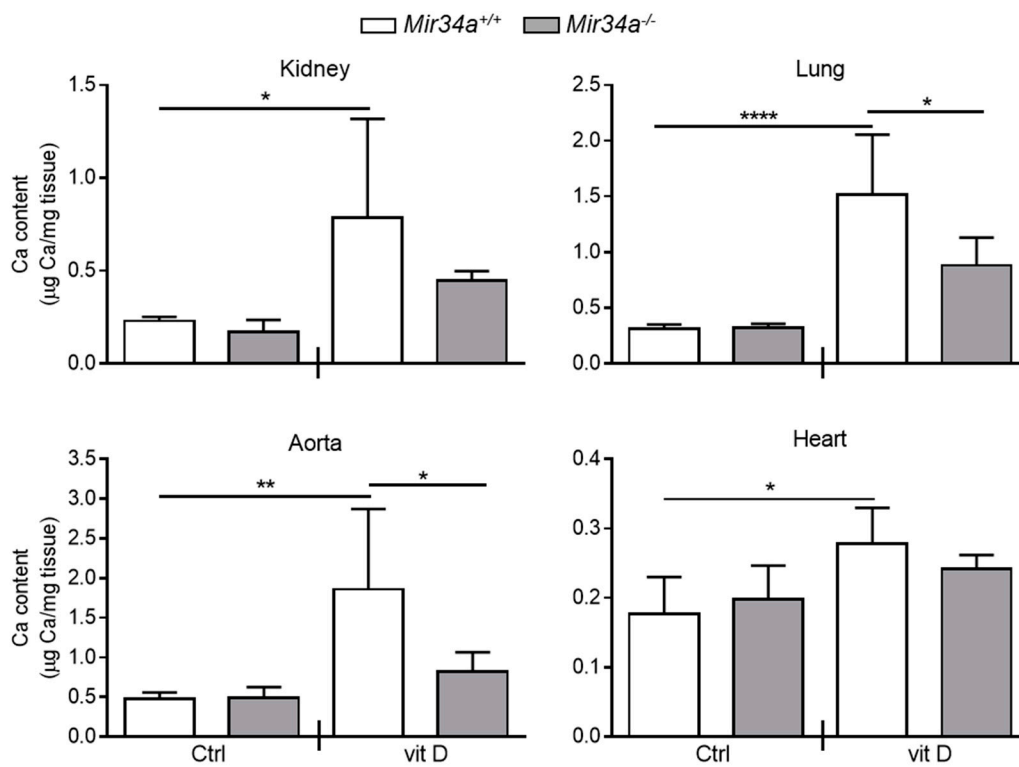 Mir34a+/+ Mir34a-/-
Kidney
*
1.5
1.0
0.5
0.0
Ca content
(µg Ca/mg tissue)
Lung
****
*
2.5
2.0
1.5
1.0
0.5
0.0
Aorta
**
*
3.5
3.0
2.5
2.0
1.5
1.0
0.5
0.0
Ca content
(µg Ca/mg tissue)
Ctrl vit D
Heart
*
0.4
0.3
0.2
0.1
0.0
Ctrl vit D